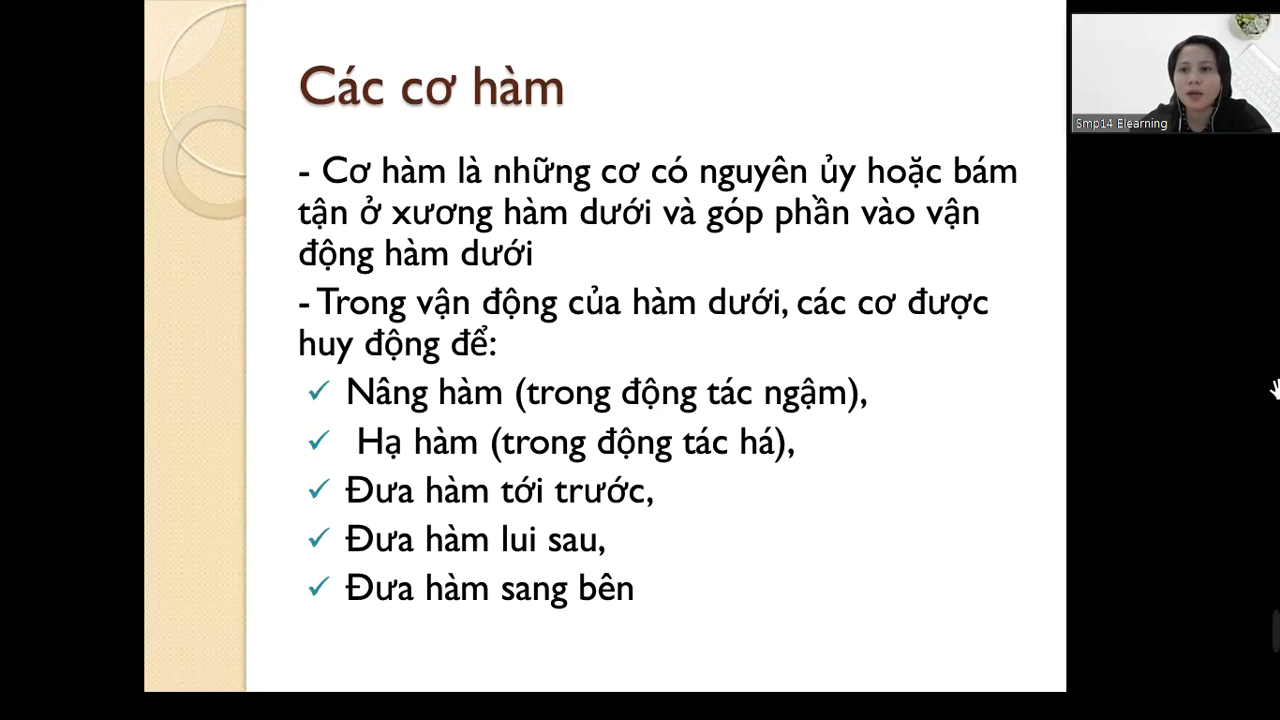 Các cơ hàm
- Cơ hàm là những cơ có nguyên ủy hoặc bám
tận ở xương hàm dưới và góp phần vào vận
động hàm dưới
- Trong vận động của hàm dưới, các cơ được
huy động để:
✓ Nâng hàm (trong động tác ngậm),
✓ Hạ hàm (trong động tác há),
✓ Đưa hàm tới trước,
✓ Đưa hàm lui sau,
✓ Đưa hàm sang bên
Smp14 Elearning